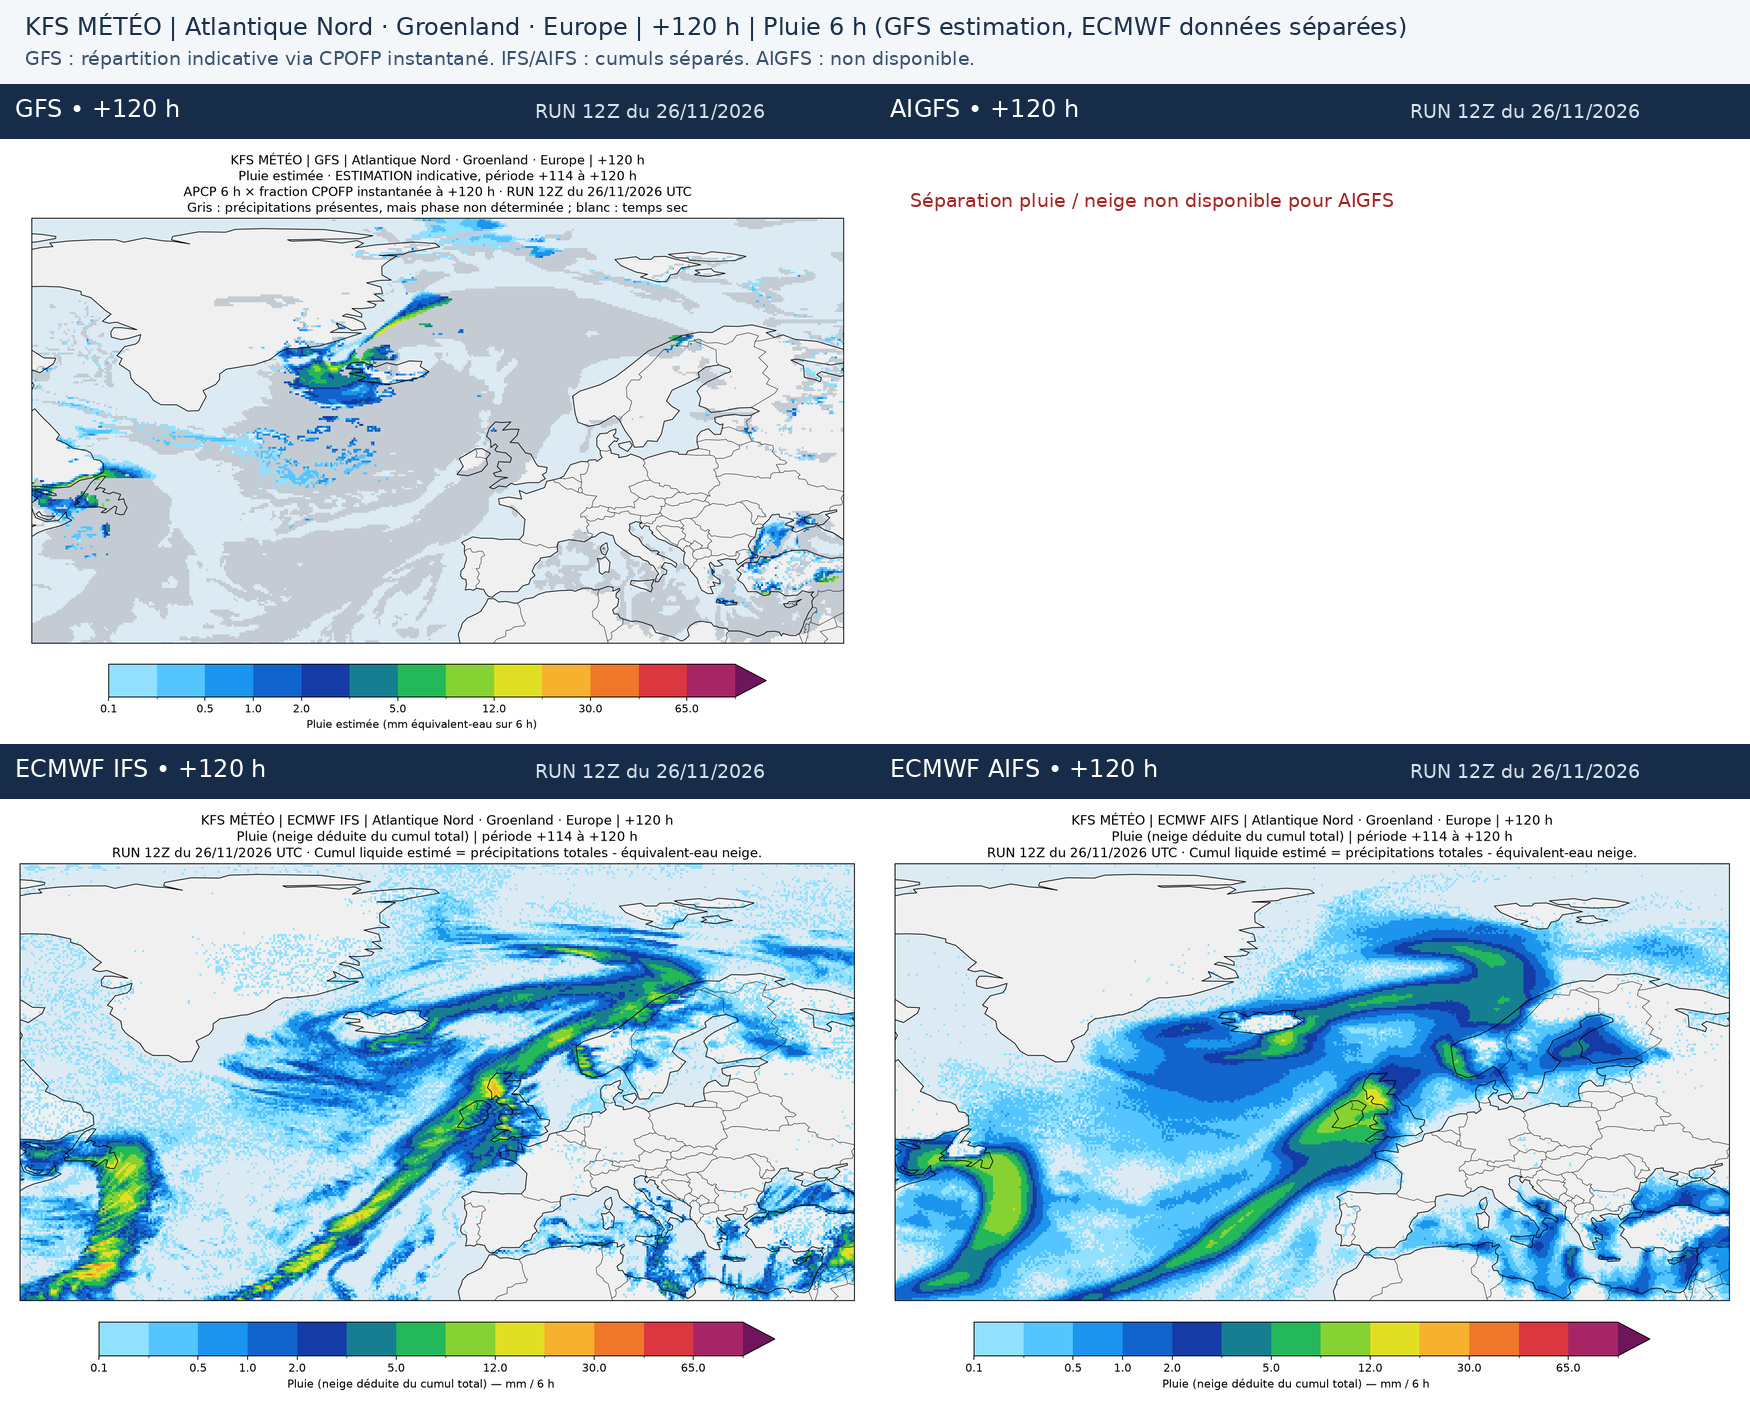 KFS MÉTÉO | Atlantique Nord · Groenland · Europe | +120 h | Pluie 6 h (GFS estimation, ECMWF données séparées)
GFS : répartition indicative via CPOFP instantané. IFS/AIFS : cumuls séparés. AIGFS : non disponible.
GFS • +120 h
RUN 12Z du 26/11/2026
KFS MÉTÉO | GFS | Atlantique Nord · Groenland · Europe | +120 h
Pluie estimée · ESTIMATION indicative, période +114 à +120 h
APCP 6 h × fraction CPOFP instantanée à +120 h · RUN 12Z du 26/11/2026 UTC
Gris : précipitations présentes, mais phase non déterminée ; blanc : temps sec
0.1 0.5 1.0 2.0 5.0 12.0 30.0 65.0
Pluie estimée (mm équivalent-eau sur 6 h)
AIGFS • +120 h
RUN 12Z du 26/11/2026
Séparation pluie / neige non disponible pour AIGFS
ECMWF IFS • +120 h
RUN 12Z du 26/11/2026
KFS MÉTÉO | ECMWF IFS | Atlantique Nord · Groenland · Europe | +120 h
Pluie (neige déduite du cumul total) | période +114 à +120 h
RUN 12Z du 26/11/2026 UTC · Cumul liquide estimé = précipitations totales - équivalent-eau neige.
0.1 0.5 1.0 2.0 5.0 12.0 30.0 65.0
Pluie (neige déduite du cumul total) — mm / 6 h
ECMWF AIFS • +120 h
RUN 12Z du 26/11/2026
KFS MÉTÉO | ECMWF AIFS | Atlantique Nord · Groenland · Europe | +120 h
Pluie (neige déduite du cumul total) | période +114 à +120 h
RUN 12Z du 26/11/2026 UTC · Cumul liquide estimé = précipitations totales - équivalent-eau neige.
0.1 0.5 1.0 2.0 5.0 12.0 30.0 65.0
Pluie (neige déduite du cumul total) — mm / 6 h